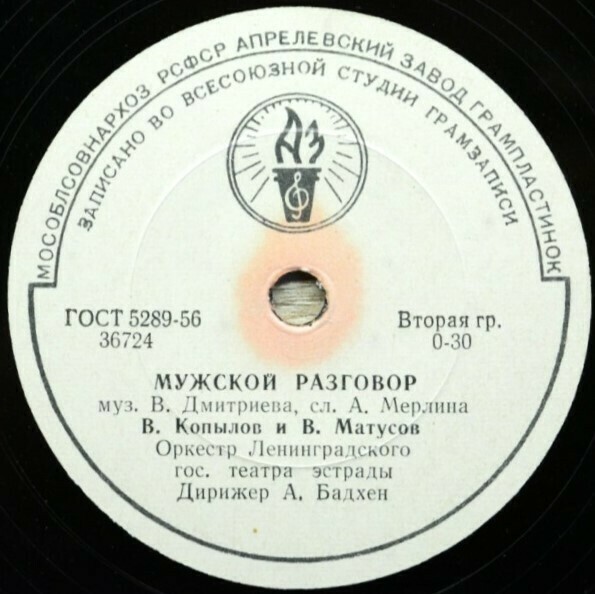 МОСОБЛСОВНАРХОЗ РСФСР АПРЕЛЕВСКИЙ ЗАВОД ГРАМПЛАСТИНОК
ЗАПИСАНО ВО ВСЕСОЮЗНОЙ СТУДИИ ГРАМЗАПИСИ
АЗ
ГОСТ 5289-56
36724
Вторая гр.
0-30
МУЖСКОЙ РАЗГОВОР
муз. В. Дмитриева, сл. А. Мерлина
В. Копылов и В. Матусов
Оркестр Ленинградского
гос. театра эстрады
Дирижер А. Бадхен